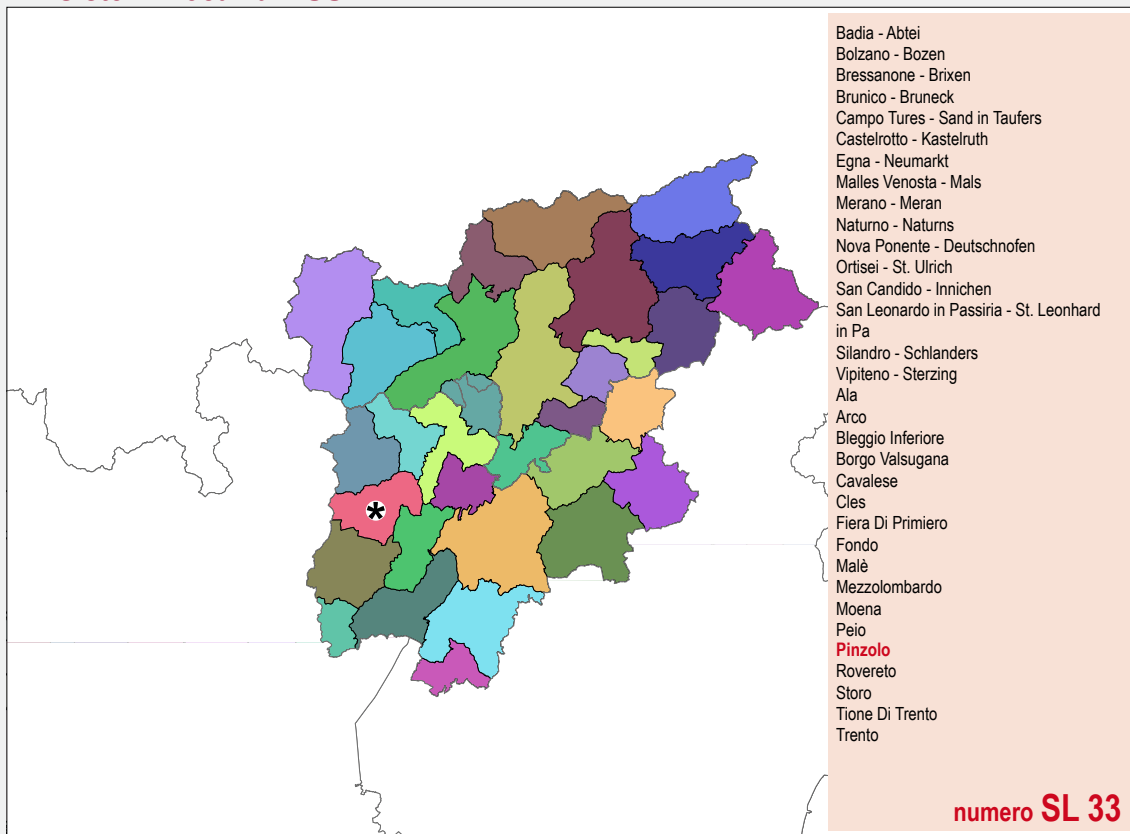 Badia - Abtei
Bolzano - Bozen
Bressanone - Brixen
Brunico - Bruneck
Campo Tures - Sand in Taufers
Castelrotto - Kastelruth
Egna - Neumarkt
Malles Venosta - Mals
Merano - Meran
Naturno - Naturns
Nova Ponente - Deutschnofen
Ortisei - St. Ulrich
San Candido - Innichen
San Leonardo in Passiria - St. Leonhard
in Pa
Silandro - Schlanders
Vipiteno - Sterzing
Ala
Arco
Bleggio Inferiore
Borgo Valsugana
Cavalese
Cles
Fiera Di Primiero
Fondo
Malè
Mezzolombardo
Moena
Peio
Pinzolo
Rovereto
Storo
Tione Di Trento
Trento
*
numero SL 33